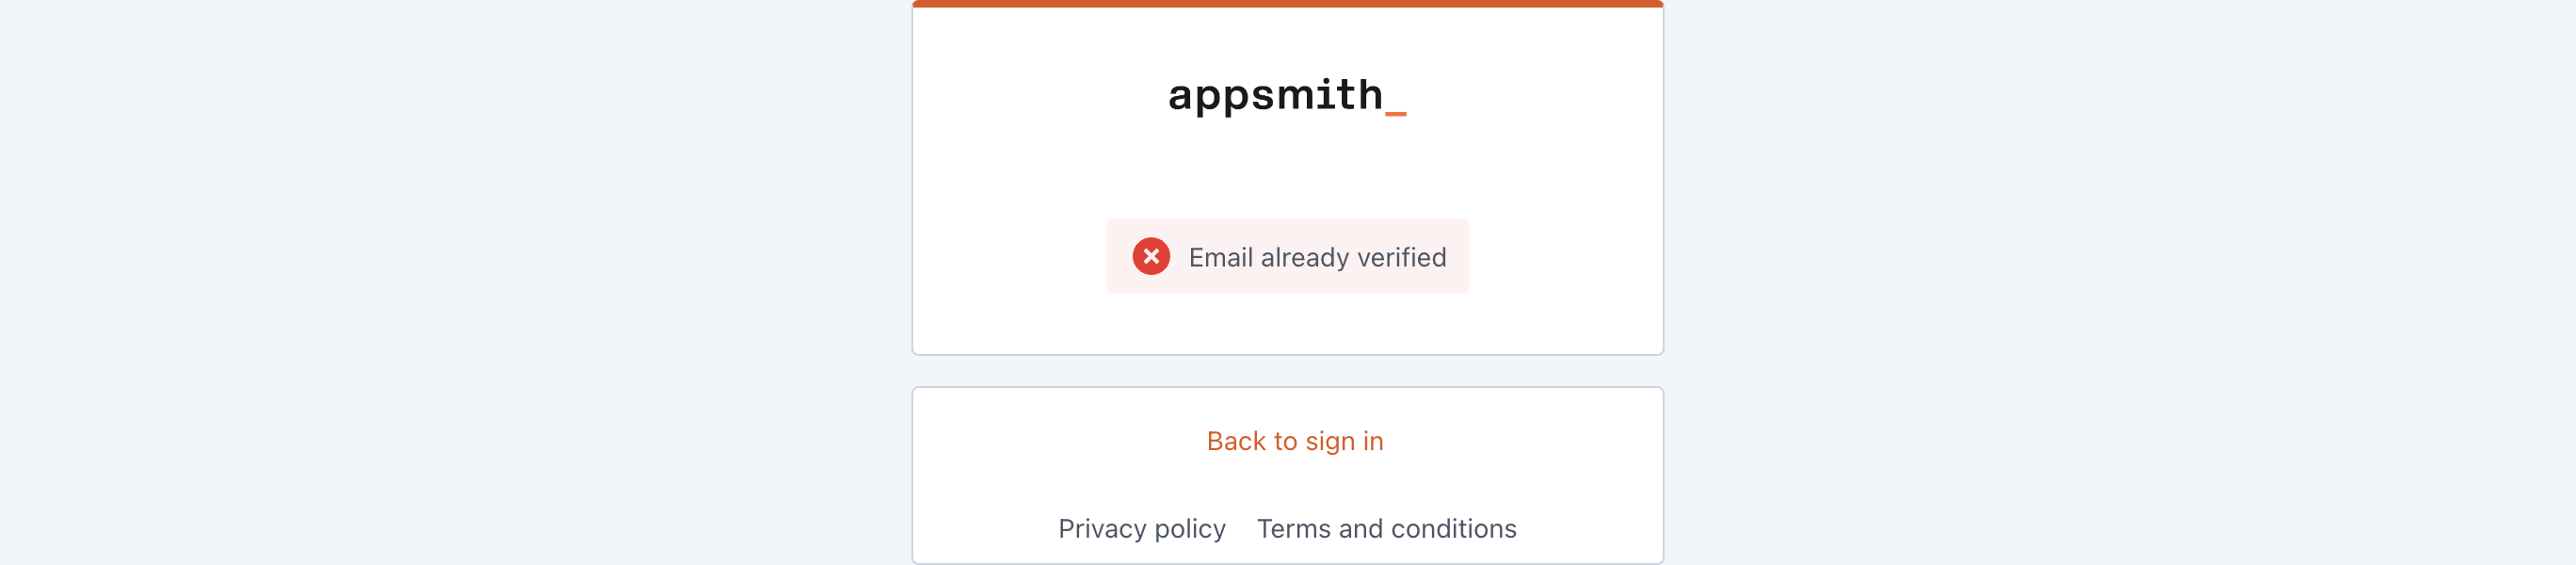 appsmith_
Email already verified
Back to sign in
Privacy policy Terms and conditions